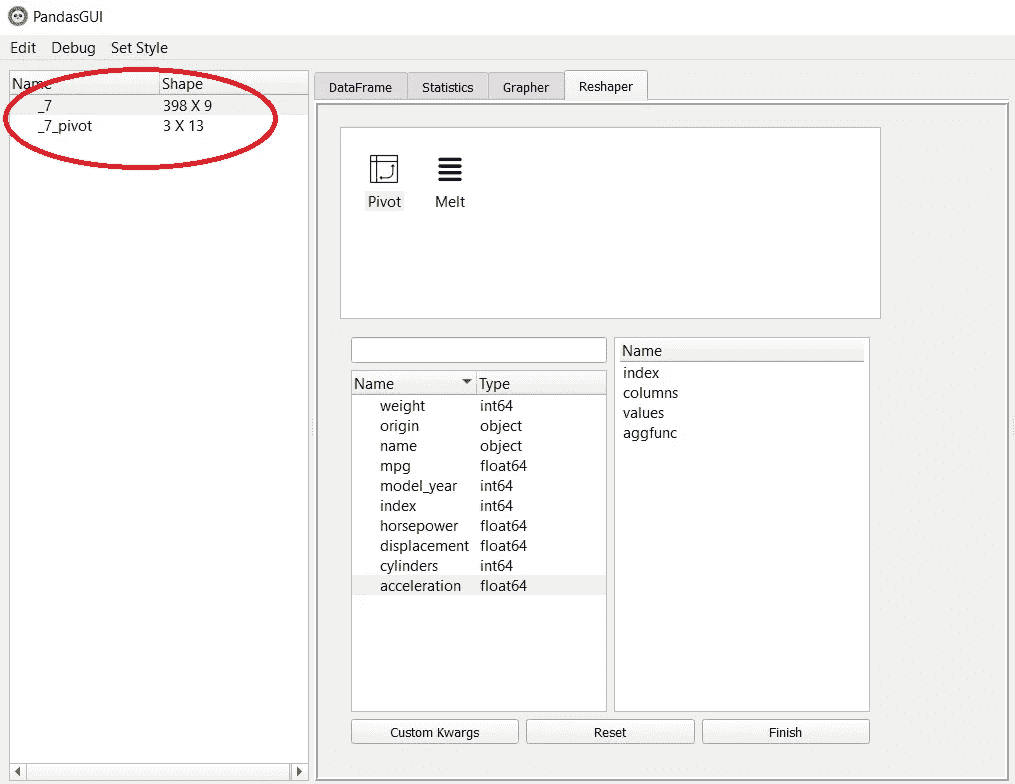 PandasGUI
Edit Debug Set Style
Name Shape
_7 398 X 9
_7_pivot 3 X 13
DataFrame Statistics Grapher Reshaper
Pivot Melt
Name Type
weight int64
origin object
name object
mpg float64
model_year int64
index int64
horsepower float64
displacement float64
cylinders int64
acceleration float64
Name
index
columns
values
aggfunc
Custom Kwargs Reset Finish